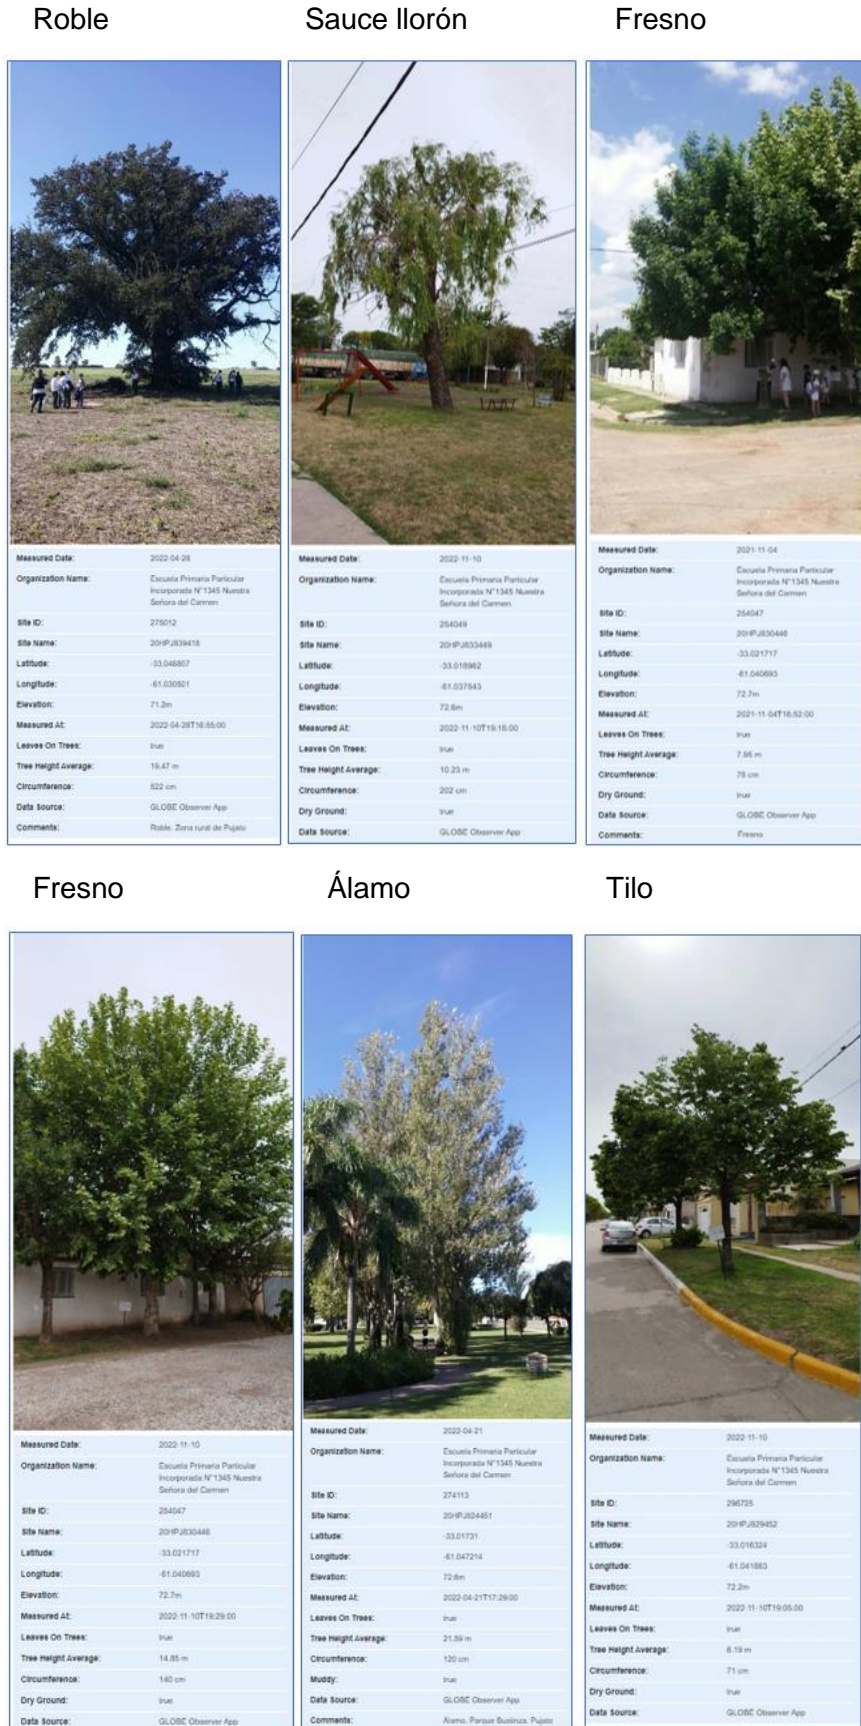 Roble
Sauce llorón
Fresno
Measured Date: 2022-04-28
Organization Name: Escuela Primaria Particular
Incorporada N°1345 Nuestra
Señora del Carmen
Site ID: 275012
Site Name: 20HPJ839418
Latitude: -33.046807
Longitude: -61.030501
Elevation: 71.2m
Measured At: 2022-04-28T16:55:00
Leaves On Trees: true
Tree Height Average: 19.47 m
Circumference: 522 cm
Data Source: GLOBE Observer App
Comments: Roble. Zona rural de Pujato
Measured Date: 2022-11-10
Organization Name: Escuela Primaria Particular
Incorporada N°1345 Nuestra
Señora del Carmen
Site ID: 254049
Site Name: 20HPJ833449
Latitude: -33.018962
Longitude: -61.037543
Elevation: 72.6m
Measured At: 2022-11-10T19:16:00
Leaves On Trees: true
Tree Height Average: 10.23 m
Circumference: 202 cm
Dry Ground: true
Data Source: GLOBE Observer App
Measured Date: 2021-11-04
Organization Name: Escuela Primaria Particular
Incorporada N°1345 Nuestra
Señora del Carmen
Site ID: 254047
Site Name: 20HPJ830446
Latitude: -33.021717
Longitude: -61.040693
Elevation: 72.7m
Measured At: 2021-11-04T16:52:00
Leaves On Trees: true
Tree Height Average: 7.95 m
Circumference: 78 cm
Dry Ground: true
Data Source: GLOBE Observer App
Comments: Fresno
Fresno
Álamo
Tilo
Measured Date: 2022-11-10
Organization Name: Escuela Primaria Particular
Incorporada N°1345 Nuestra
Señora del Carmen
Site ID: 254047
Site Name: 20HPJ830446
Latitude: -33.021717
Longitude: -61.040693
Elevation: 72.7m
Measured At: 2022-11-10T19:29:00
Leaves On Trees: true
Tree Height Average: 14.85 m
Circumference: 140 cm
Dry Ground: true
Data Source: GLOBE Observer App
Measured Date: 2022-04-21
Organization Name: Escuela Primaria Particular
Incorporada N°1345 Nuestra
Señora del Carmen
Site ID: 274113
Site Name: 20HPJ824451
Latitude: -33.01731
Longitude: -61.047214
Elevation: 72.6m
Measured At: 2022-04-21T17:29:00
Leaves On Trees: true
Tree Height Average: 21.59 m
Circumference: 120 cm
Muddy: true
Data Source: GLOBE Observer App
Comments: Álamo. Parque Bustinza. Pujato
Measured Date: 2022-11-10
Organization Name: Escuela Primaria Particular
Incorporada N°1345 Nuestra
Señora del Carmen
Site ID: 296725
Site Name: 20HPJ829452
Latitude: -33.016324
Longitude: -61.041883
Elevation: 72.2m
Measured At: 2022-11-10T19:05:00
Leaves On Trees: true
Tree Height Average: 6.19 m
Circumference: 71 cm
Dry Ground: true
Data Source: GLOBE Observer App